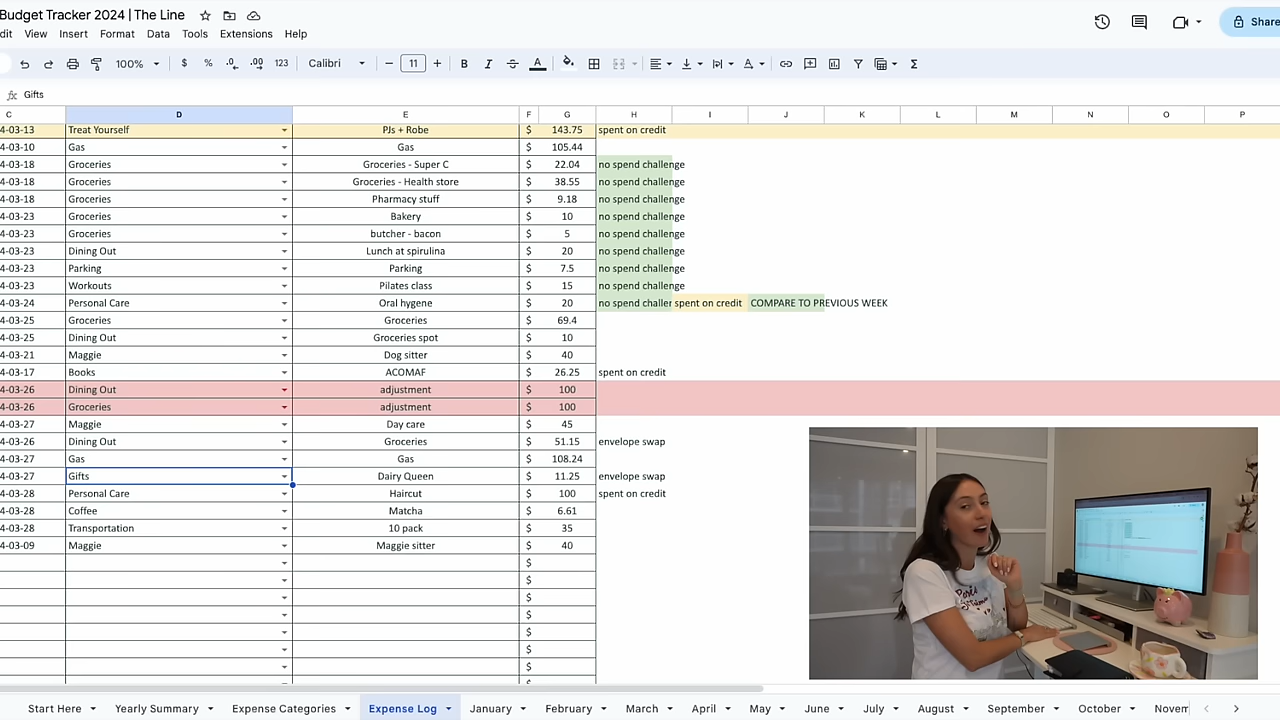 Budget Tracker 2024 | The Line
dit View Insert Format Data Tools Extensions Help
Share
100% $ % .0 .00 123 Calibri − 11 + B I S A Σ
fx Gifts
C D E F G H I J K L M N O P
4-03-13 Treat Yourself PJs + Robe $ 143.75 spent on credit
4-03-10 Gas Gas $ 105.44
4-03-18 Groceries Groceries - Super C $ 22.04 no spend challenge
4-03-18 Groceries Groceries - Health store $ 38.55 no spend challenge
4-03-18 Groceries Pharmacy stuff $ 9.18 no spend challenge
4-03-23 Groceries Bakery $ 10 no spend challenge
4-03-23 Groceries butcher - bacon $ 5 no spend challenge
4-03-23 Dining Out Lunch at spirulina $ 20 no spend challenge
4-03-23 Parking Parking $ 7.5 no spend challenge
4-03-23 Workouts Pilates class $ 15 no spend challenge
4-03-24 Personal Care Oral hygene $ 20 no spend challer spent on credit COMPARE TO PREVIOUS WEEK
4-03-25 Groceries Groceries $ 69.4
4-03-25 Dining Out Groceries spot $ 10
4-03-21 Maggie Dog sitter $ 40
4-03-17 Books ACOMAF $ 26.25 spent on credit
4-03-26 Dining Out adjustment $ 100
4-03-26 Groceries adjustment $ 100
4-03-27 Maggie Day care $ 45
4-03-26 Dining Out Groceries $ 51.15 envelope swap
4-03-27 Gas Gas $ 108.24
4-03-27 Gifts Dairy Queen $ 11.25 envelope swap
4-03-28 Personal Care Haircut $ 100 spent on credit
4-03-28 Coffee Matcha $ 6.61
4-03-28 Transportation 10 pack $ 35
4-03-09 Maggie Maggie sitter $ 40
$
$
$
$
$
$
$
Paris
Start Here Yearly Summary Expense Categories Expense Log January February March April May June July August September October Novem